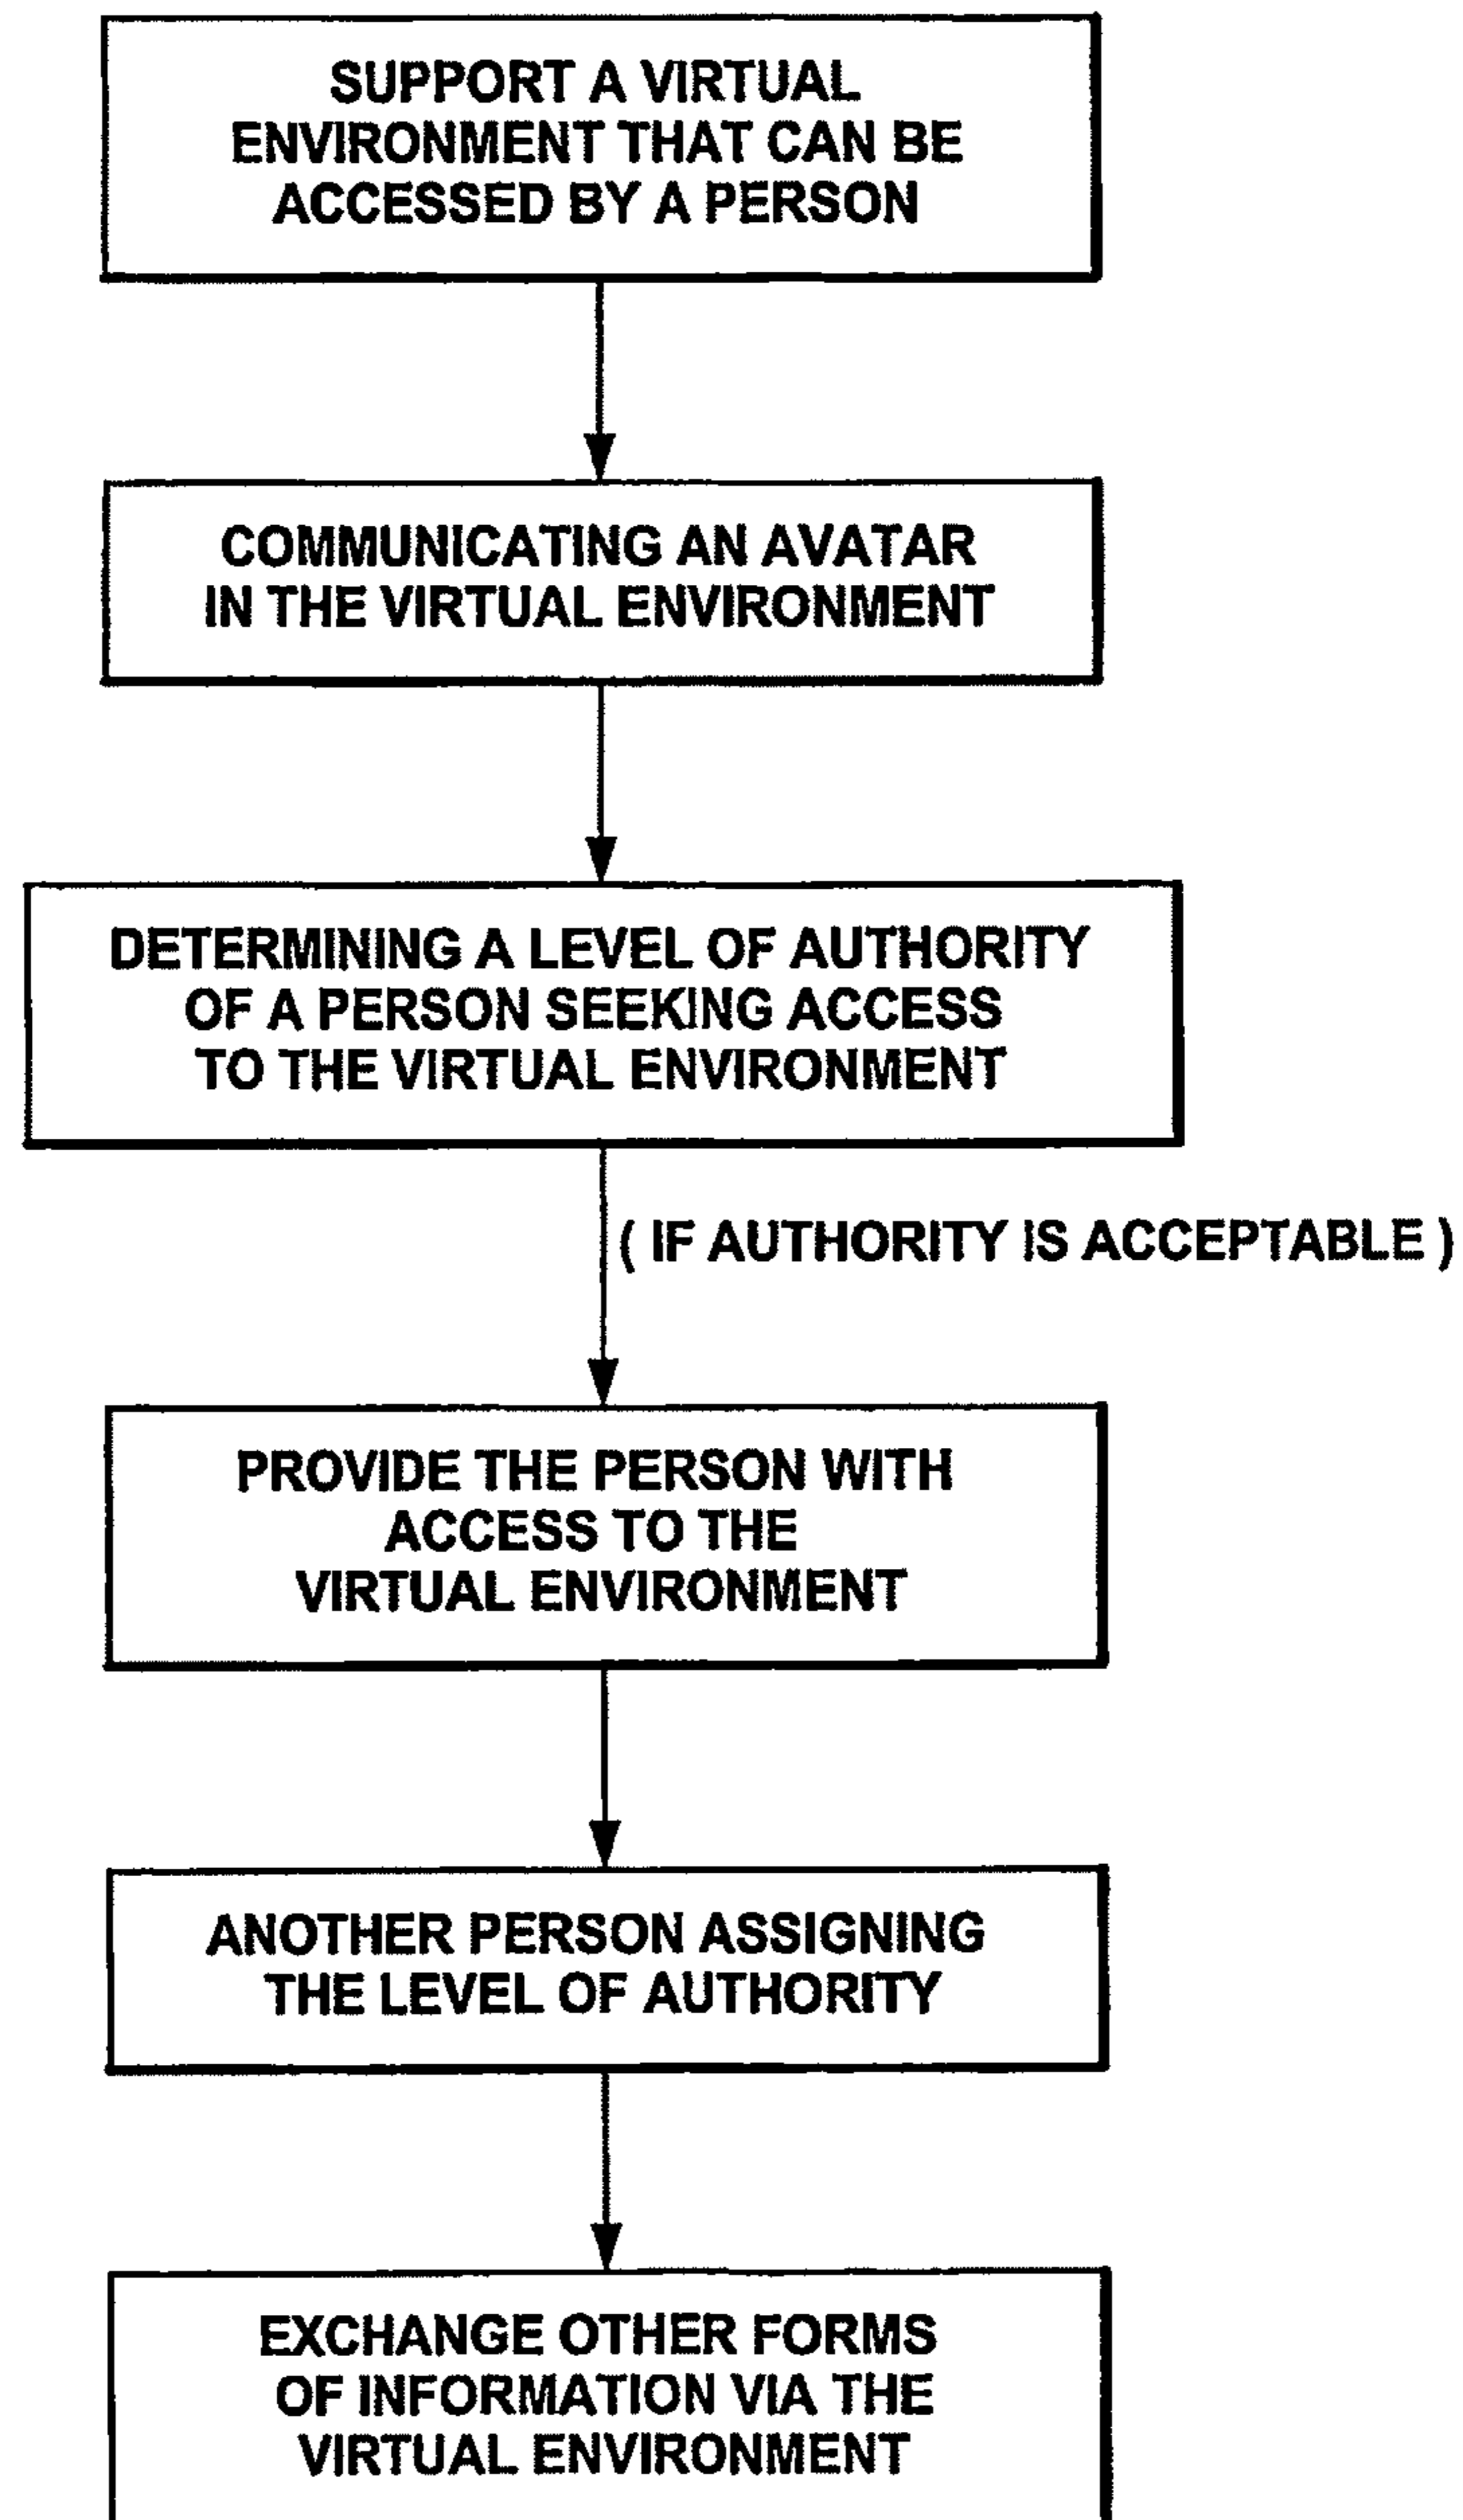 SUPPORT A VIRTUAL
ENVIRONMENT THAT CAN BE
ACCESSED BY A PERSON
COMMUNICATING AN AVATAR
IN THE VIRTUAL ENVIRONMENT
DETERMINING A LEVEL OF AUTHORITY
OF A PERSON SEEKING ACCESS
TO THE VIRTUAL ENVIRONMENT
( IF AUTHORITY IS ACCEPTABLE )
PROVIDE THE PERSON WITH
ACCESS TO THE
VIRTUAL ENVIRONMENT
ANOTHER PERSON ASSIGNING
THE LEVEL OF AUTHORITY
EXCHANGE OTHER FORMS
OF INFORMATION VIA THE
VIRTUAL ENVIRONMENT